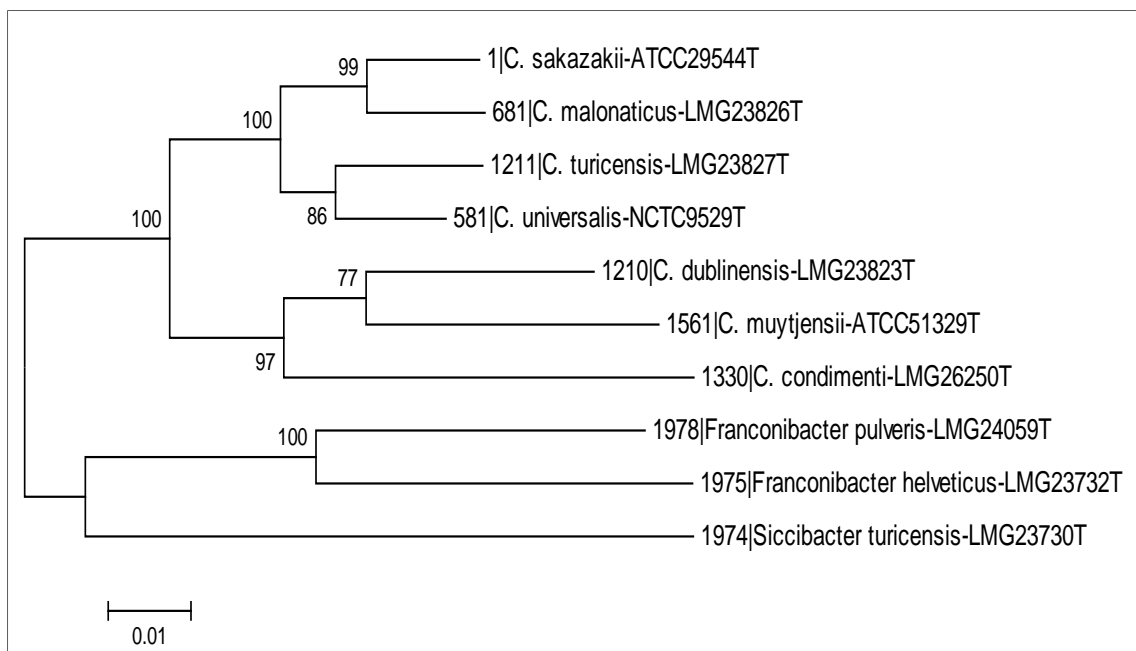 1|C. sakazakii-ATCC29544T
99
681|C. malonaticus-LMG23826T
100
1211|C. turicensis-LMG23827T
86
581|C. universalis-NCTC9529T
100
1210|C. dublinensis-LMG23823T
77
1561|C. muytjensii-ATCC51329T
97
1330|C. condimenti-LMG26250T
1978|Franconibacter pulveris-LMG24059T
100
1975|Franconibacter helveticus-LMG23732T
1974|Siccibacter turicensis-LMG23730T
0.01